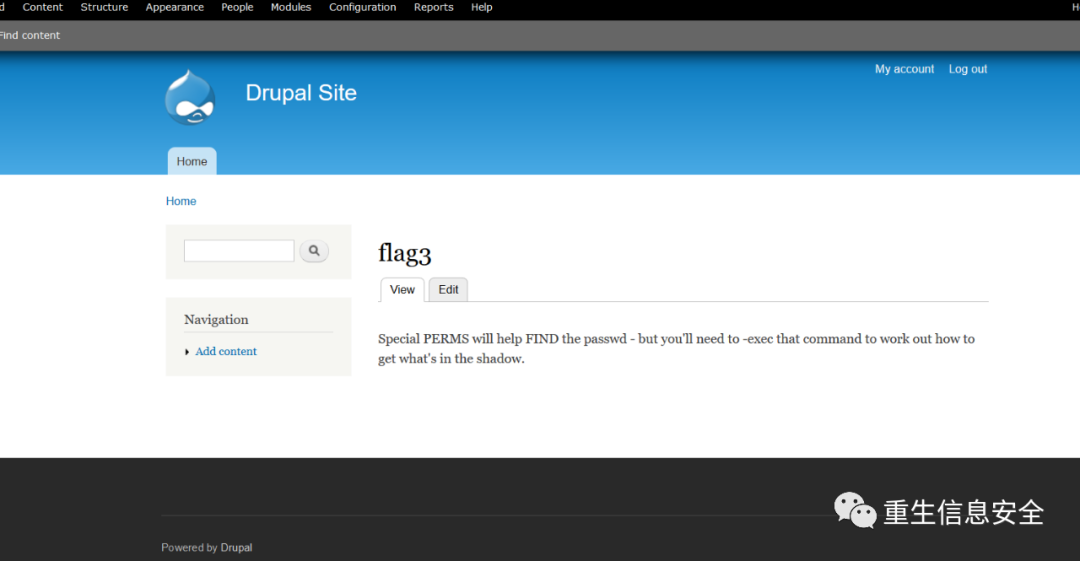 Content Structure Appearance People Modules Configuration Reports Help
Find content
My account Log out
Drupal Site
Home
Home
flag3
View Edit
Navigation
Add content
Special PERMS will help FIND the passwd - but you'll need to -exec that command to work out how to
get what's in the shadow.
重生信息安全
Powered by Drupal